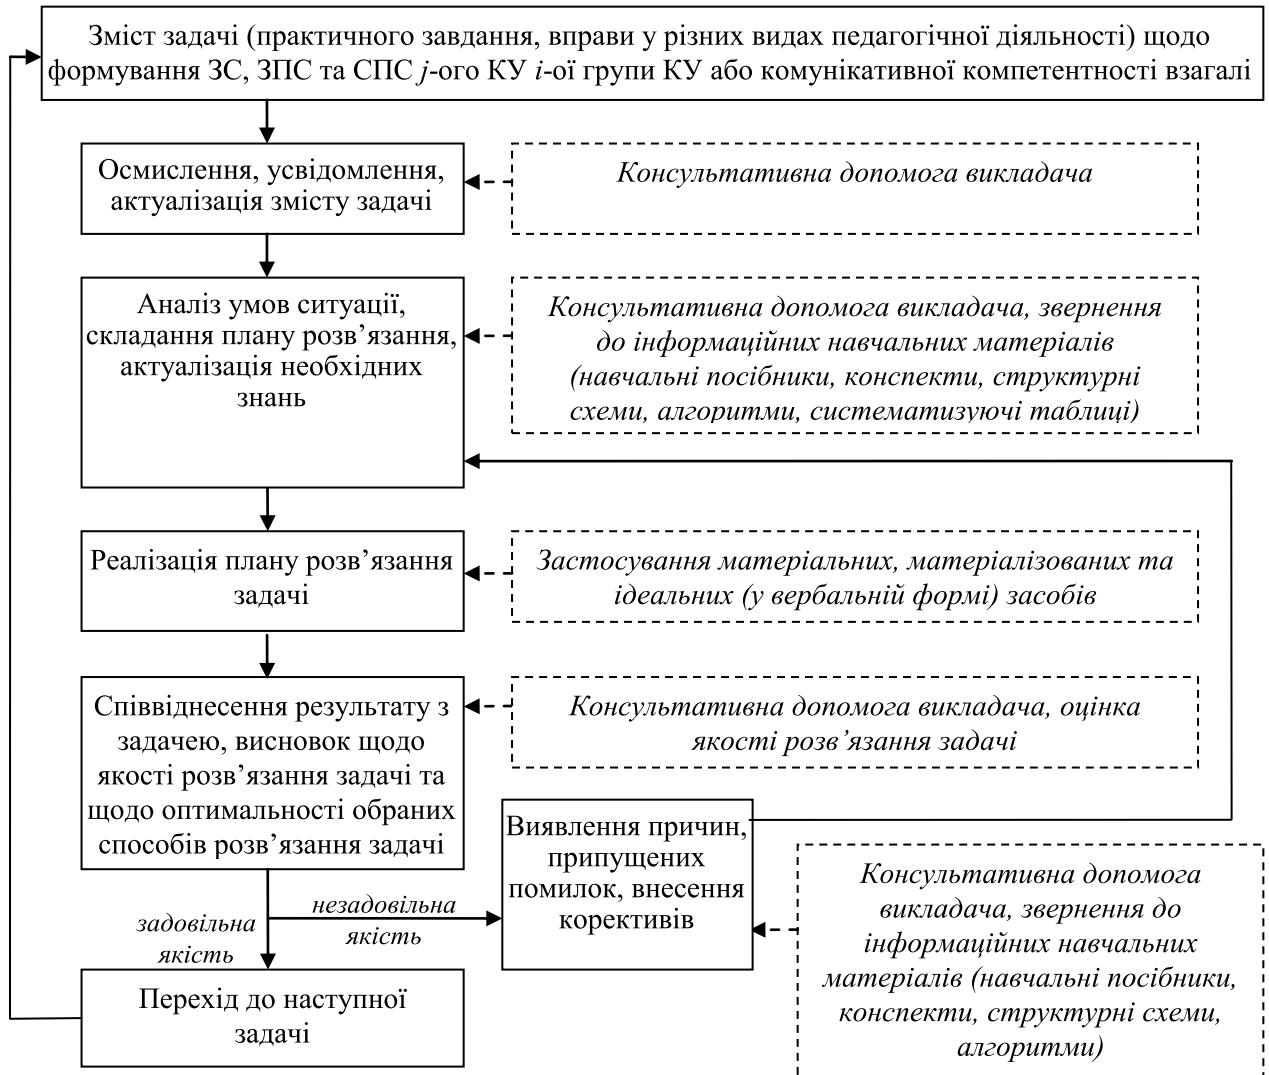 Зміст задачі (практичного завдання, вправи у різних видах педагогічної діяльності) щодо
формування ЗС, ЗПС та СПС j-ого КУ i-ої групи КУ або комунікативної компетентності взагалі
Осмислення, усвідомлення,
актуалізація змісту задачі
Консультативна допомога викладача
Аналіз умов ситуації,
складання плану розв’язання,
актуалізація необхідних
знань
Консультативна допомога викладача, звернення
до інформаційних навчальних матеріалів
(навчальні посібники, конспекти, структурні
схеми, алгоритми, систематизуючі таблиці)
Реалізація плану розв’язання
задачі
Застосування матеріальних, матеріалізованих та
ідеальних (у вербальній формі) засобів
Співвіднесення результату з
задачею, висновок щодо
якості розв’язання задачі та
щодо оптимальності обраних
способів розв’язання задачі
Консультативна допомога викладача, оцінка
якості розв’язання задачі
Виявлення причин,
припущених
помилок, внесення
корективів
Консультативна допомога
викладача, звернення до
інформаційних навчальних
матеріалів (навчальні посібники,
конспекти, структурні схеми,
алгоритми)
задовільна
якість
незадовільна
якість
Перехід до наступної
задачі